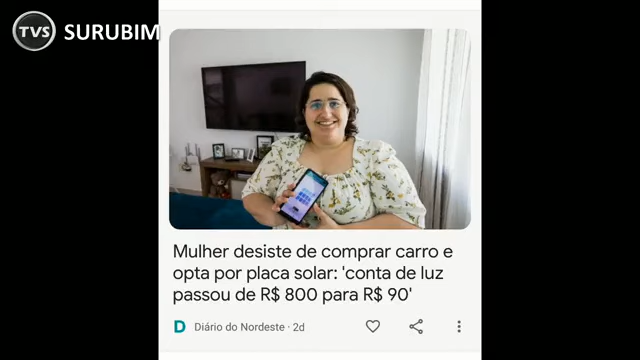 TVS SURUBIM
Mulher desiste de comprar carro e
opta por placa solar: 'conta de luz
passou de R$ 800 para R$ 90'
D Diário do Nordeste · 2d